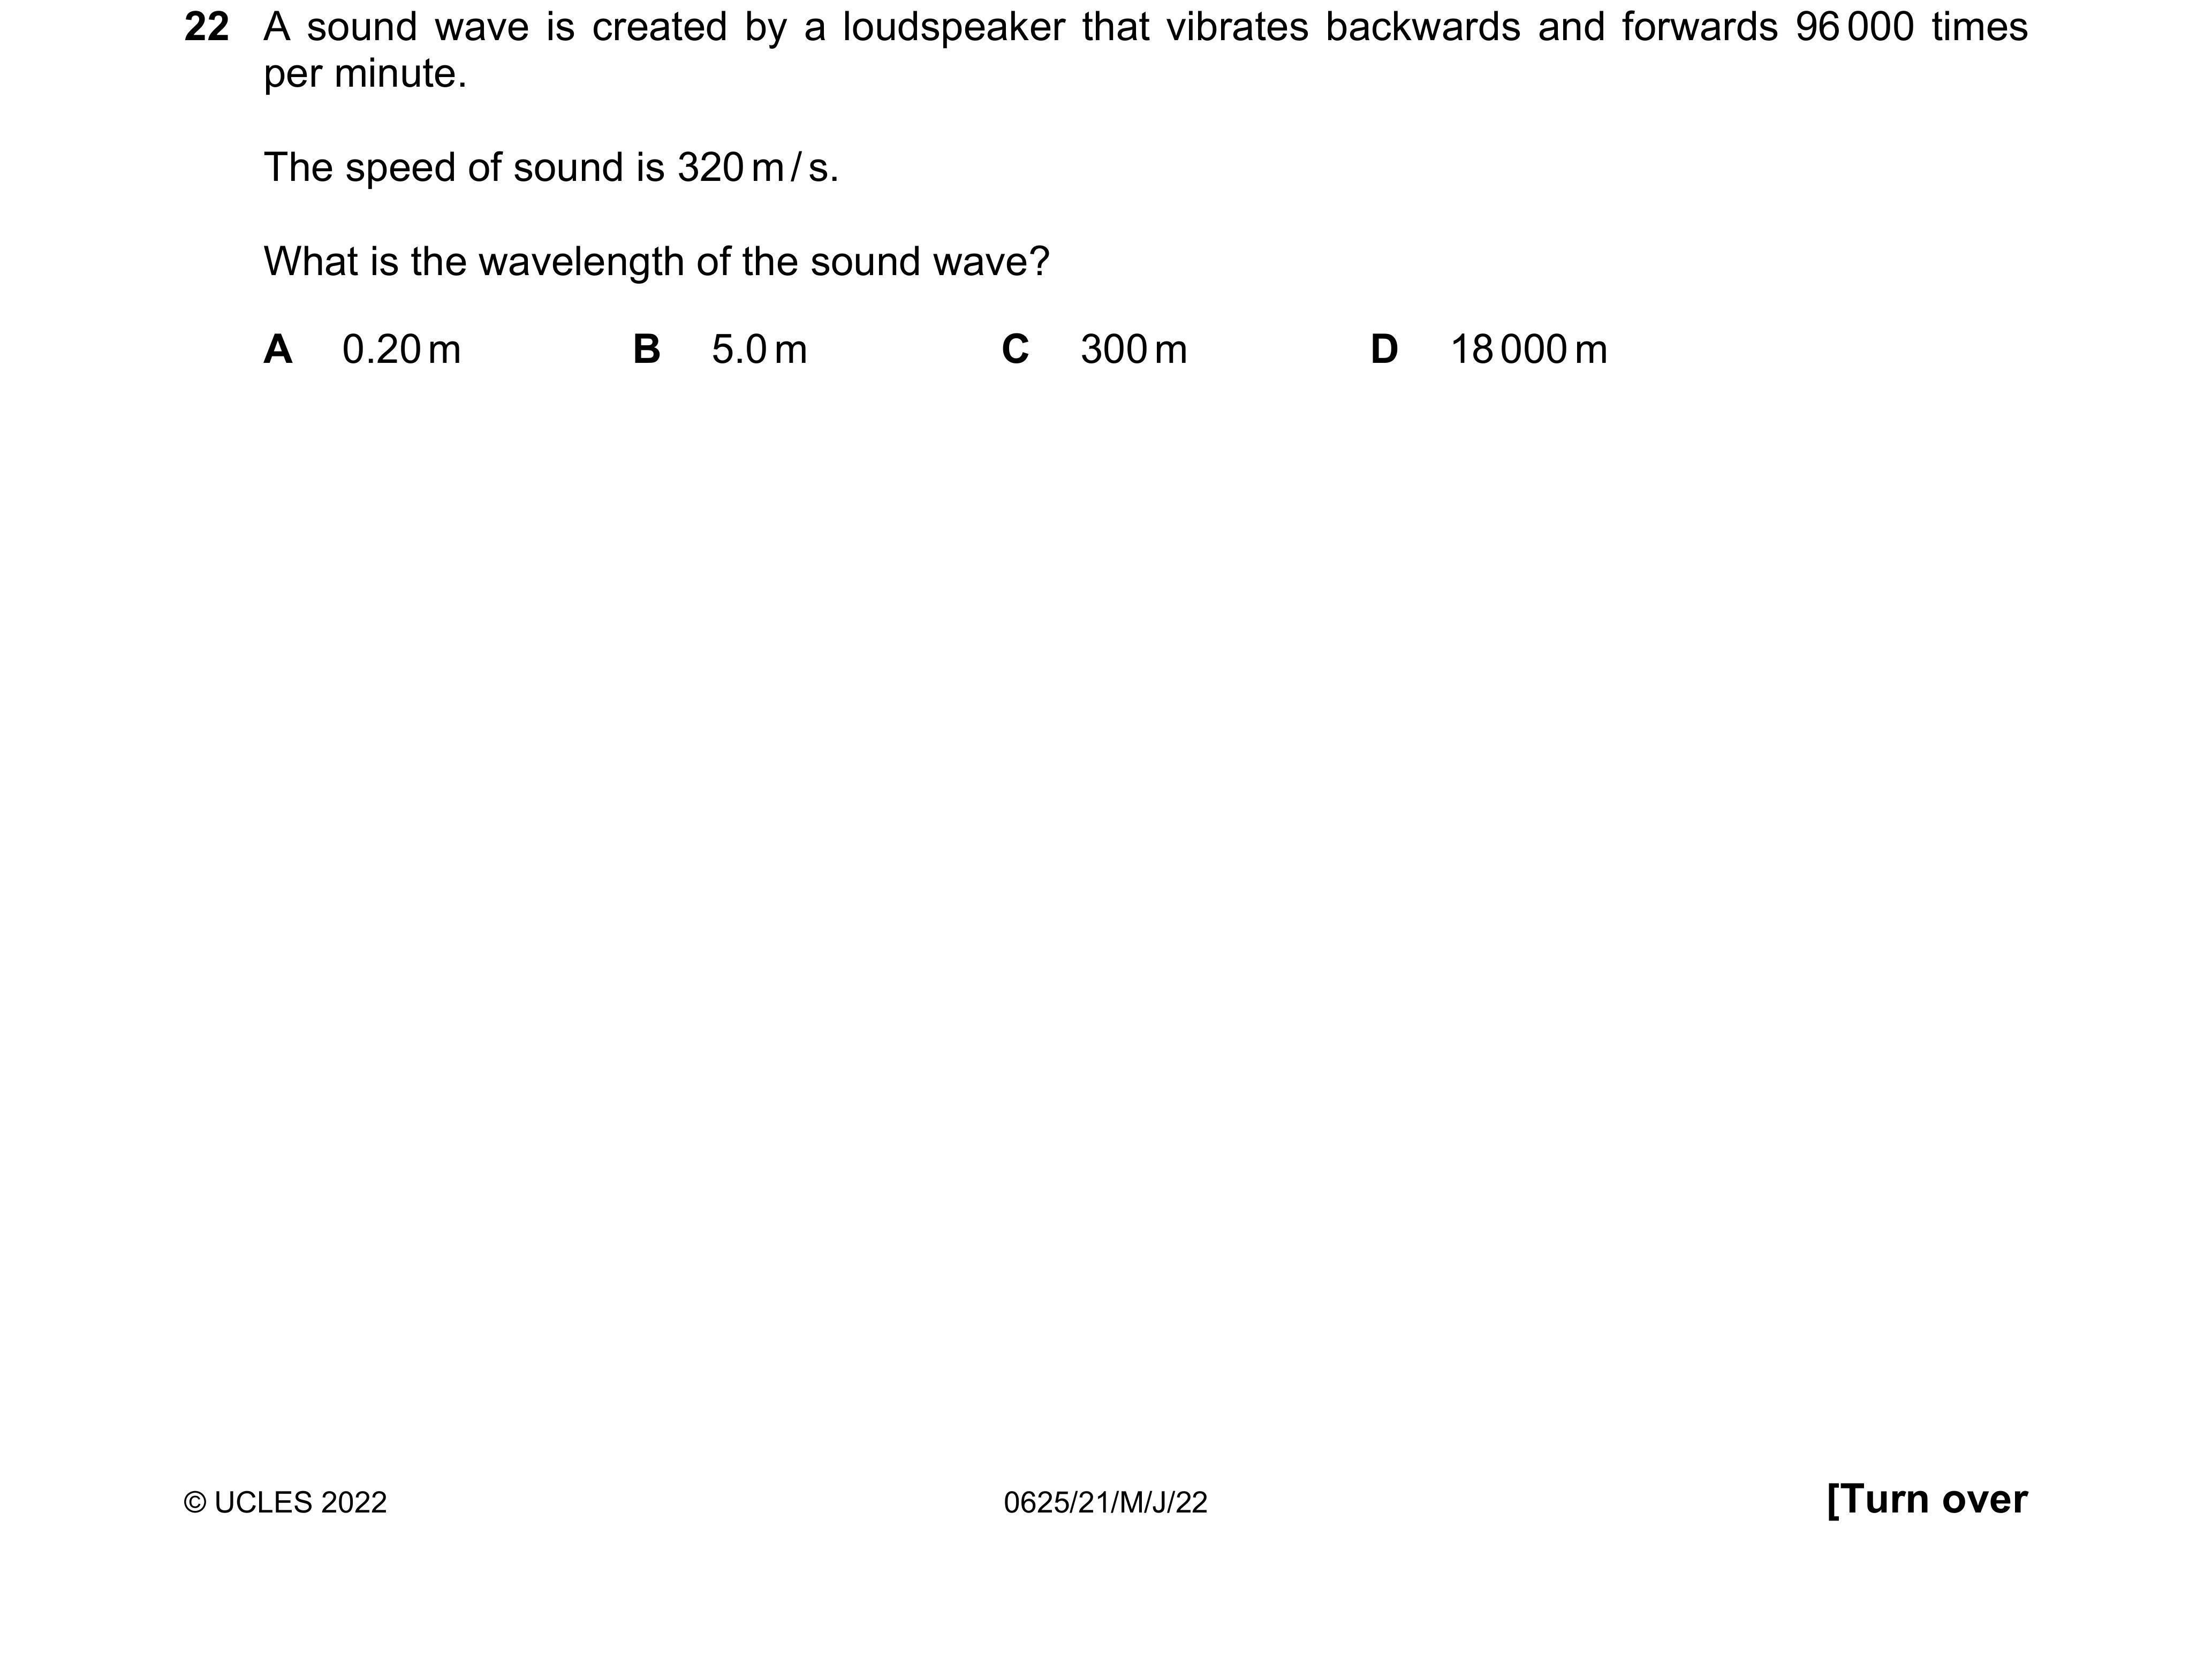 22 A sound wave is created by a loudspeaker that vibrates backwards and forwards 96 000 times
per minute.
The speed of sound is 320 m / s.
What is the wavelength of the sound wave?
A 0.20 m B 5.0 m C 300 m D 18 000 m
© UCLES 2022 0625/21/M/J/22 [Turn over